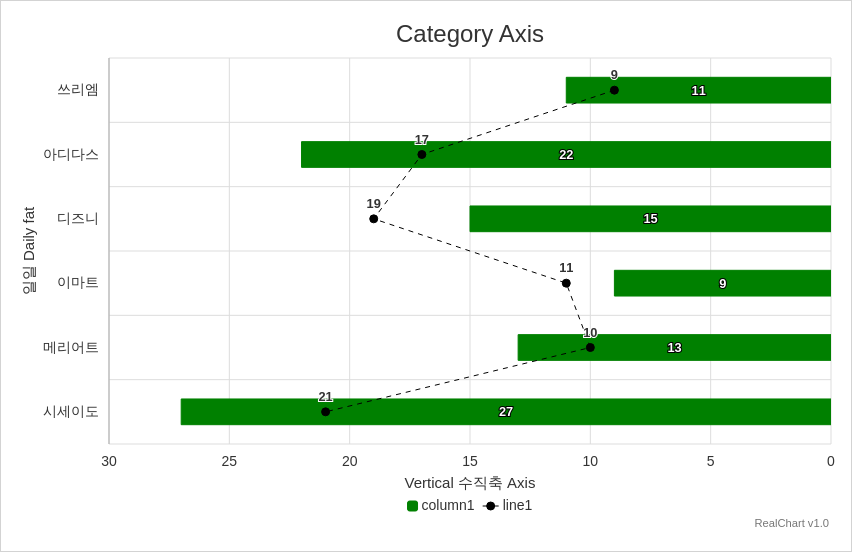 Category Axis
쓰리엠
9
11
아디다스
17
22
디즈니
19
15
일일 Daily fat
이마트
11
9
메리어트
10
13
시세이도
21
27
30 25 20 15 10 5 0
Vertical 수직축 Axis
column1 line1
RealChart v1.0